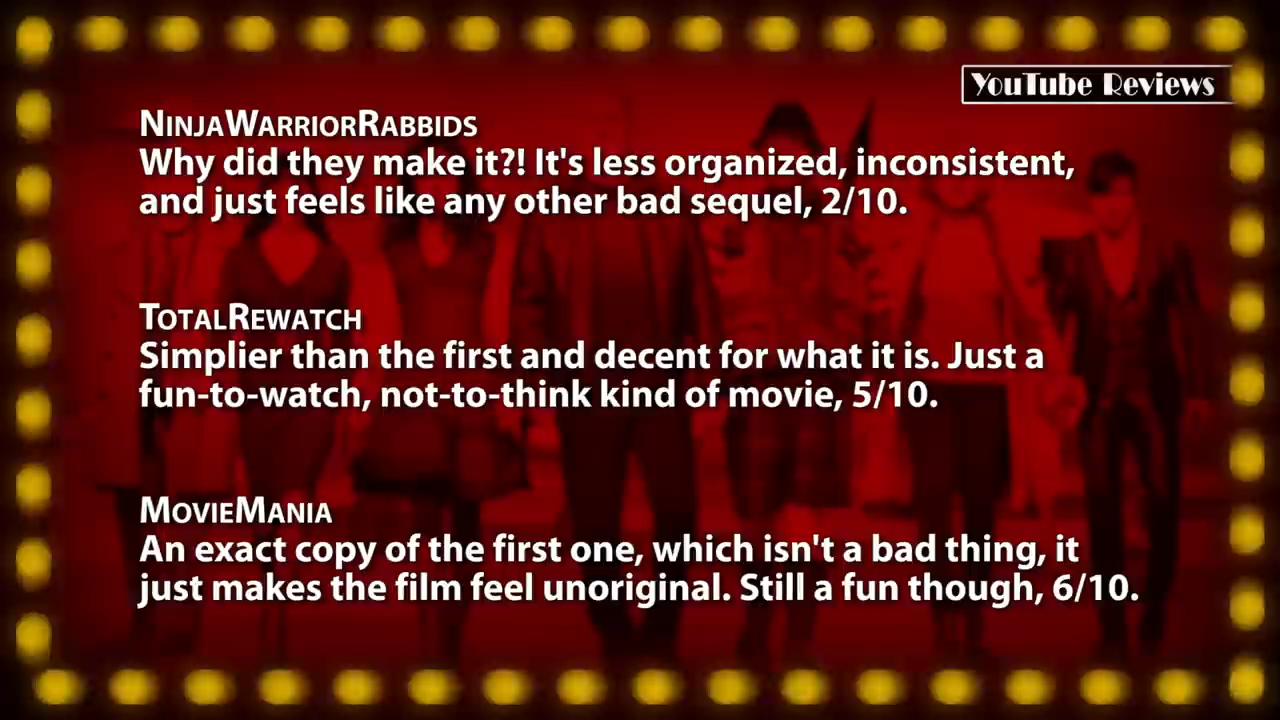 YouTube Reviews
NinjaWarriorRabbids
Why did they make it?! It's less organized, inconsistent,
and just feels like any other bad sequel, 2/10.
TotalRewatch
Simplier than the first and decent for what it is. Just a
fun-to-watch, not-to-think kind of movie, 5/10.
MovieMania
An exact copy of the first one, which isn't a bad thing, it
just makes the film feel unoriginal. Still a fun though, 6/10.